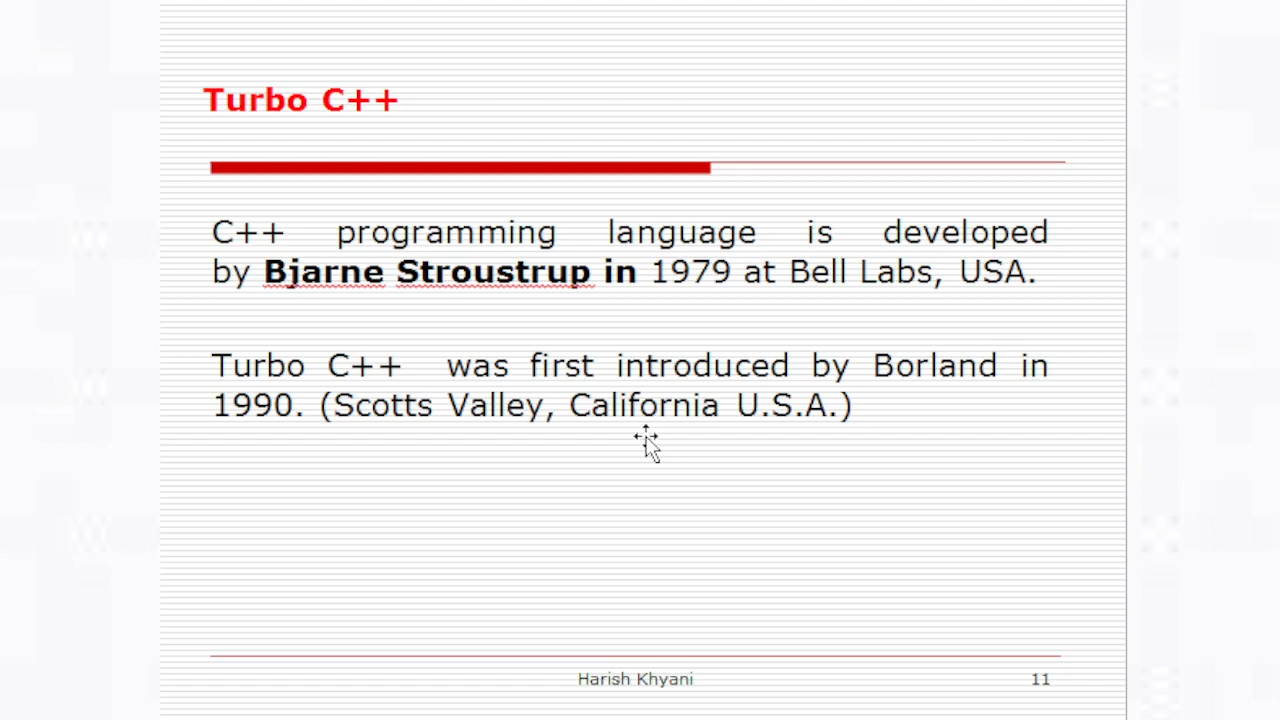 Turbo C++
C++ programming language is developed
by Bjarne Stroustrup in 1979 at Bell Labs, USA.
Turbo C++ was first introduced by Borland in
1990. (Scotts Valley, California U.S.A.)
Harish Khyani 11